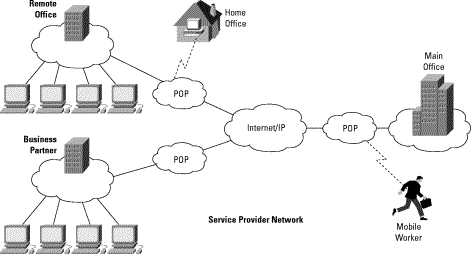 Remote
Office
Home
Office
Main
Office
POP
Internet/IP
POP
Business
Partner
POP
Service Provider Network
Mobile
Worker